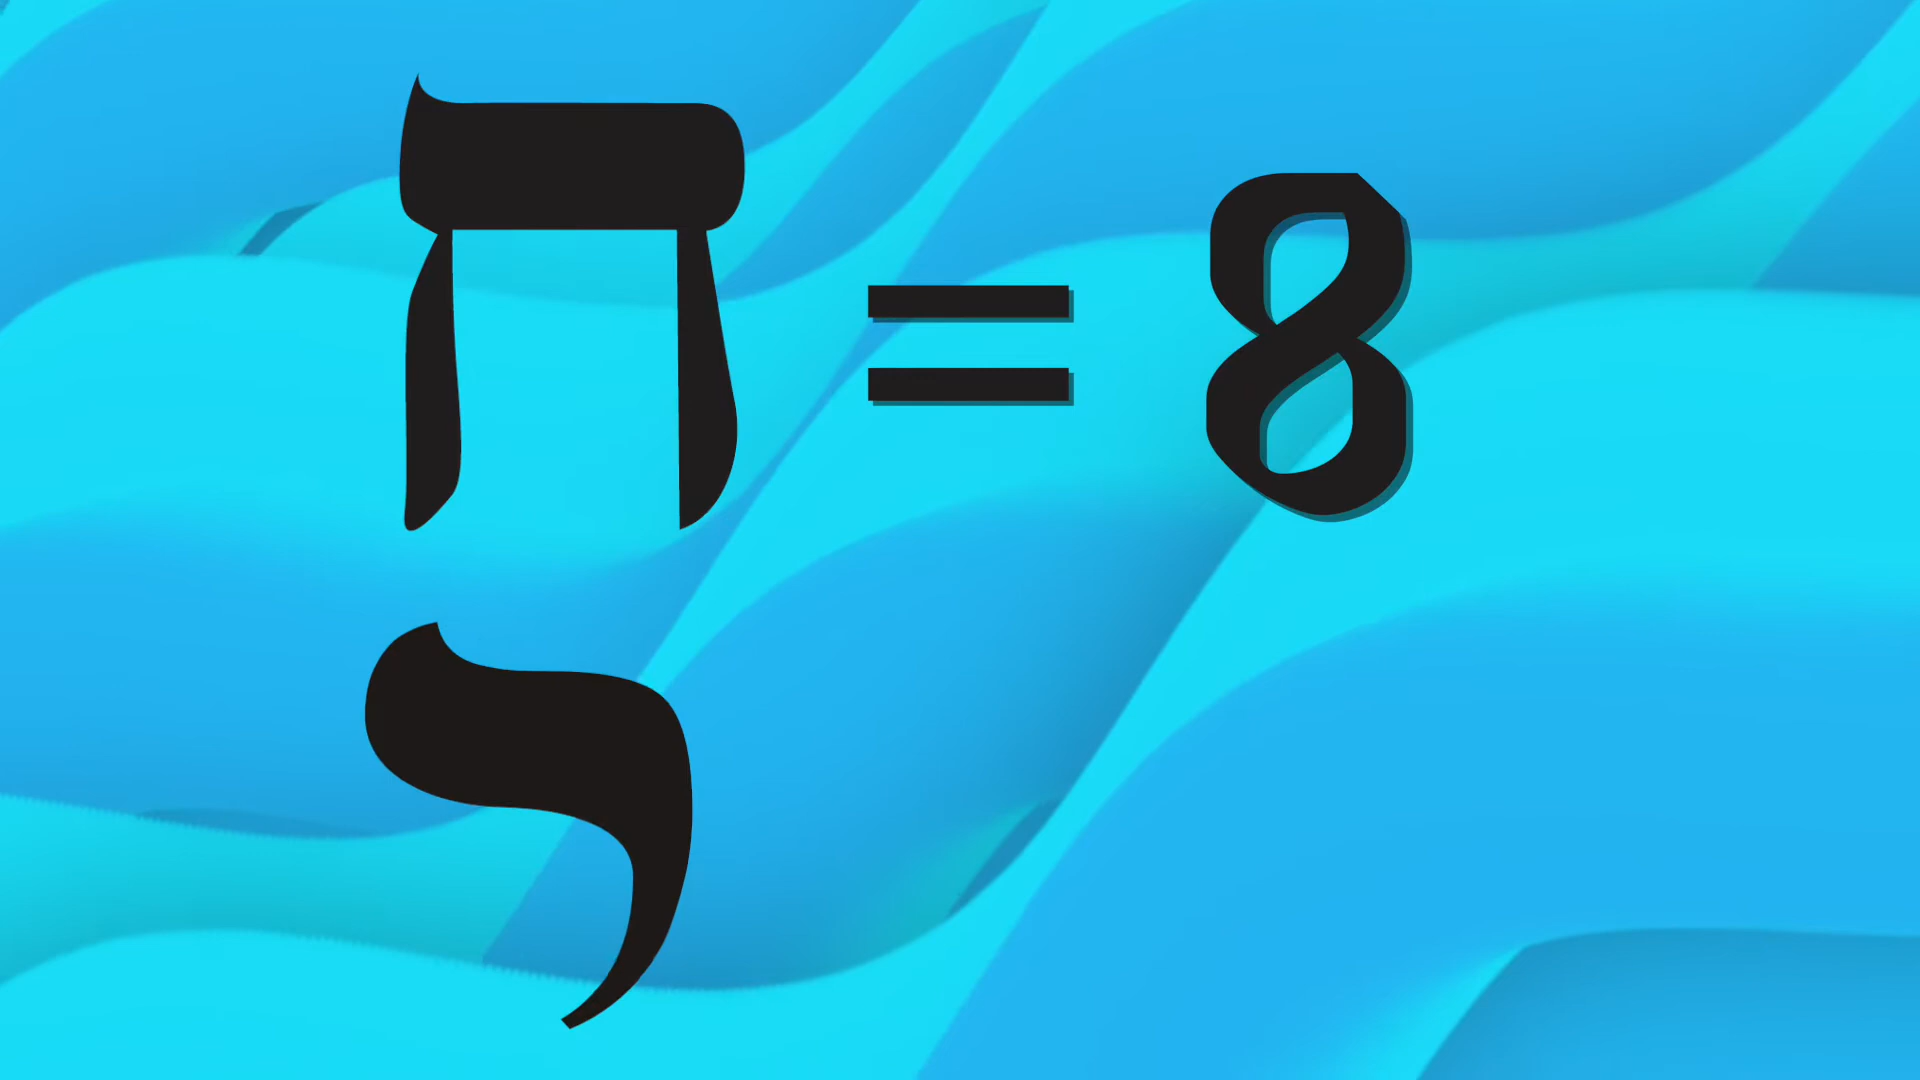 ח = 8
י